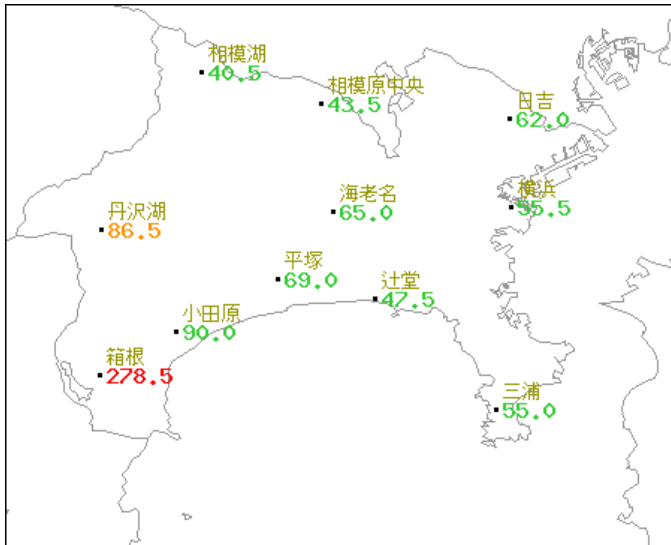 相模湖
40.5
相模原中央
43.5
日吉
62.0
海老名
65.0
横浜
55.5
丹沢湖
86.5
平塚
69.0
辻堂
47.5
小田原
90.0
箱根
278.5
三浦
55.0